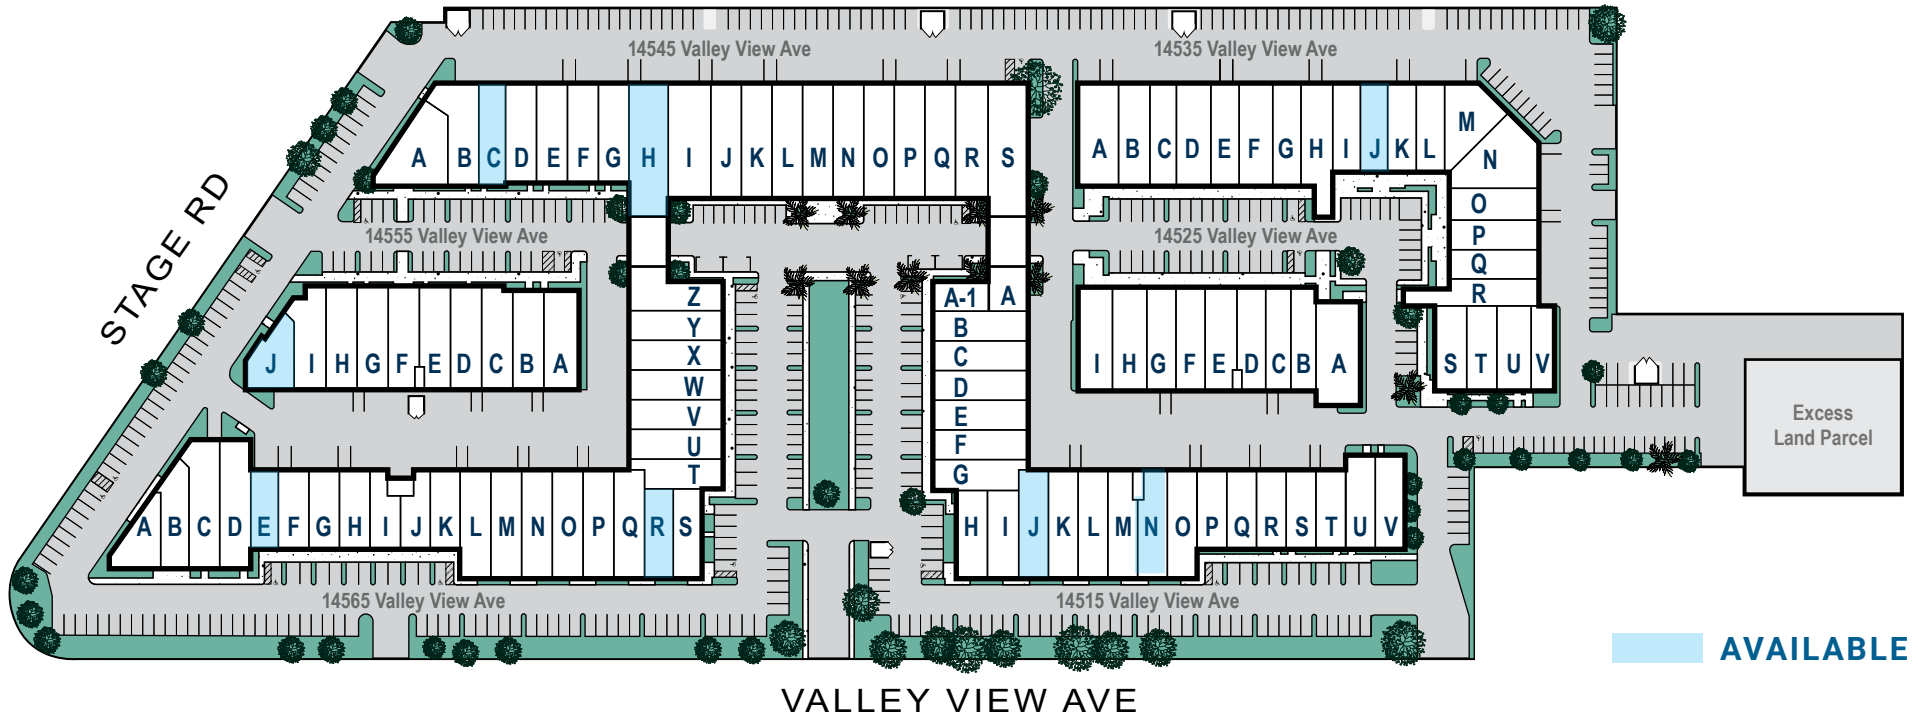 14545 Valley View Ave
14535 Valley View Ave
A B C D E F G H I J K L M N O P Q R S
A B C D E F G H I J K L M N O P Q R S T U V
STAGE RD
14555 Valley View Ave
14525 Valley View Ave
J I H G F E D C B A
Z Y X W V U T
A-1 A B C D E F G
I H G F E D C B A
Excess
Land Parcel
A B C D E F G H I J K L M N O P Q R S
H I J K L M N O P Q R S T U V
14565 Valley View Ave
14515 Valley View Ave
AVAILABLE
VALLEY VIEW AVE